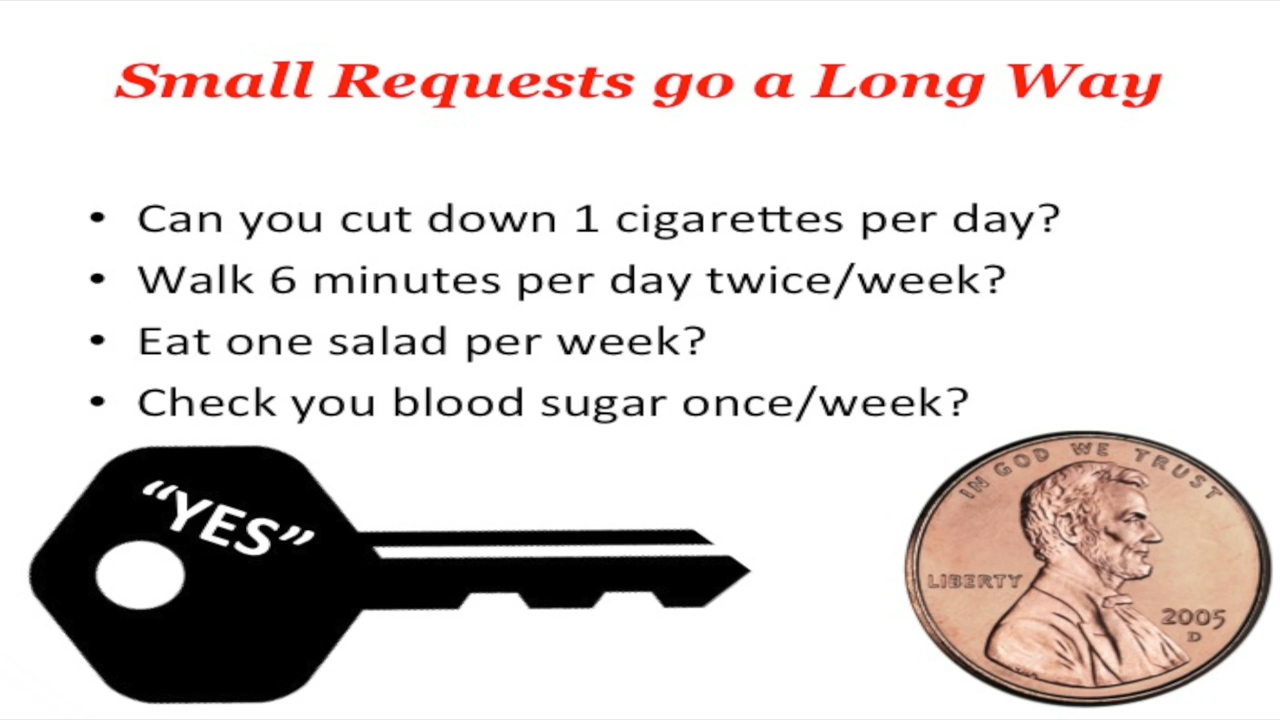 Small Requests go a Long Way
• Can you cut down 1 cigarettes per day?
• Walk 6 minutes per day twice/week?
• Eat one salad per week?
• Check you blood sugar once/week?
“YES”
IN GOD WE TRUST
LIBERTY
2005
D